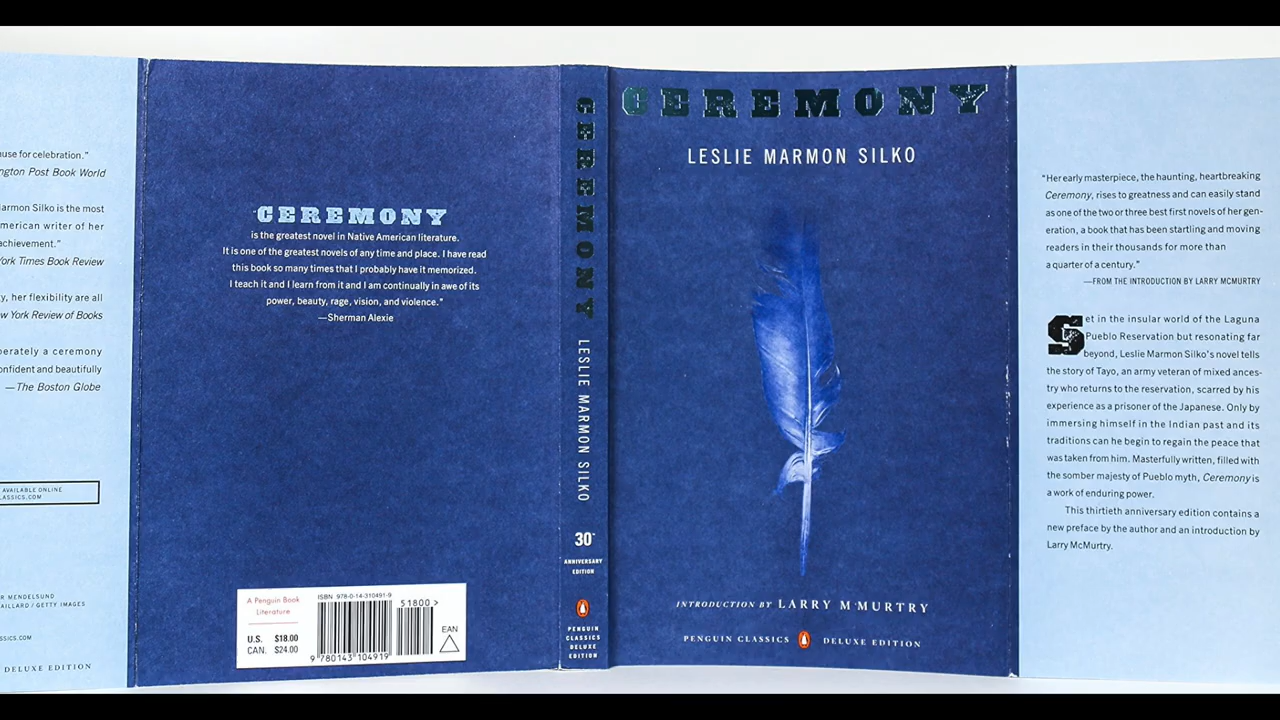 use for celebration.”
ngton Post Book World
Marmon Silko is the most
merican writer of her
achievement.”
York Times Book Review
y, her flexibility are all
ew York Review of Books
perately a ceremony
onfident and beautifully
—The Boston Globe
AVAILABLE ONLINE
LASSICS.COM
R MENDELSUND
AILLARD / GETTY IMAGES
SSICS.COM
DELUXE EDITION
“CEREMONY
is the greatest novel in Native American literature.
It is one of the greatest novels of any time and place. I have read
this book so many times that I probably have it memorized.
I teach it and I learn from it and I am continually in awe of its
power, beauty, rage, vision, and violence.”
—Sherman Alexie
A Penguin Book
Literature
U.S. $18.00
CAN. $24.00
ISBN 978-0-14-310491-9
51800 >
EAN
9 780143 104919
CEREMONY
LESLIE MARMON SILKO
30
ANNIVERSARY
EDITION
PENGUIN
CLASSICS
DELUXE
EDITION
CEREMONY
LESLIE MARMON SILKO
INTRODUCTION BY LARRY McMURTRY
PENGUIN CLASSICS DELUXE EDITION
“Her early masterpiece, the haunting, heartbreaking
Ceremony, rises to greatness and can easily stand
as one of the two or three best first novels of her gen-
eration, a book that has been startling and moving
readers in their thousands for more than
a quarter of a century.”
—FROM THE INTRODUCTION BY LARRY MCMURTRY
Set in the insular world of the Laguna
Pueblo Reservation but resonating far
beyond, Leslie Marmon Silko’s novel tells
the story of Tayo, an army veteran of mixed ances-
try who returns to the reservation, scarred by his
experience as a prisoner of the Japanese. Only by
immersing himself in the Indian past and its
traditions can he begin to regain the peace that
was taken from him. Masterfully written, filled with
the somber majesty of Pueblo myth, Ceremony is
a work of enduring power.
This thirtieth anniversary edition contains a
new preface by the author and an introduction by
Larry McMurtry.